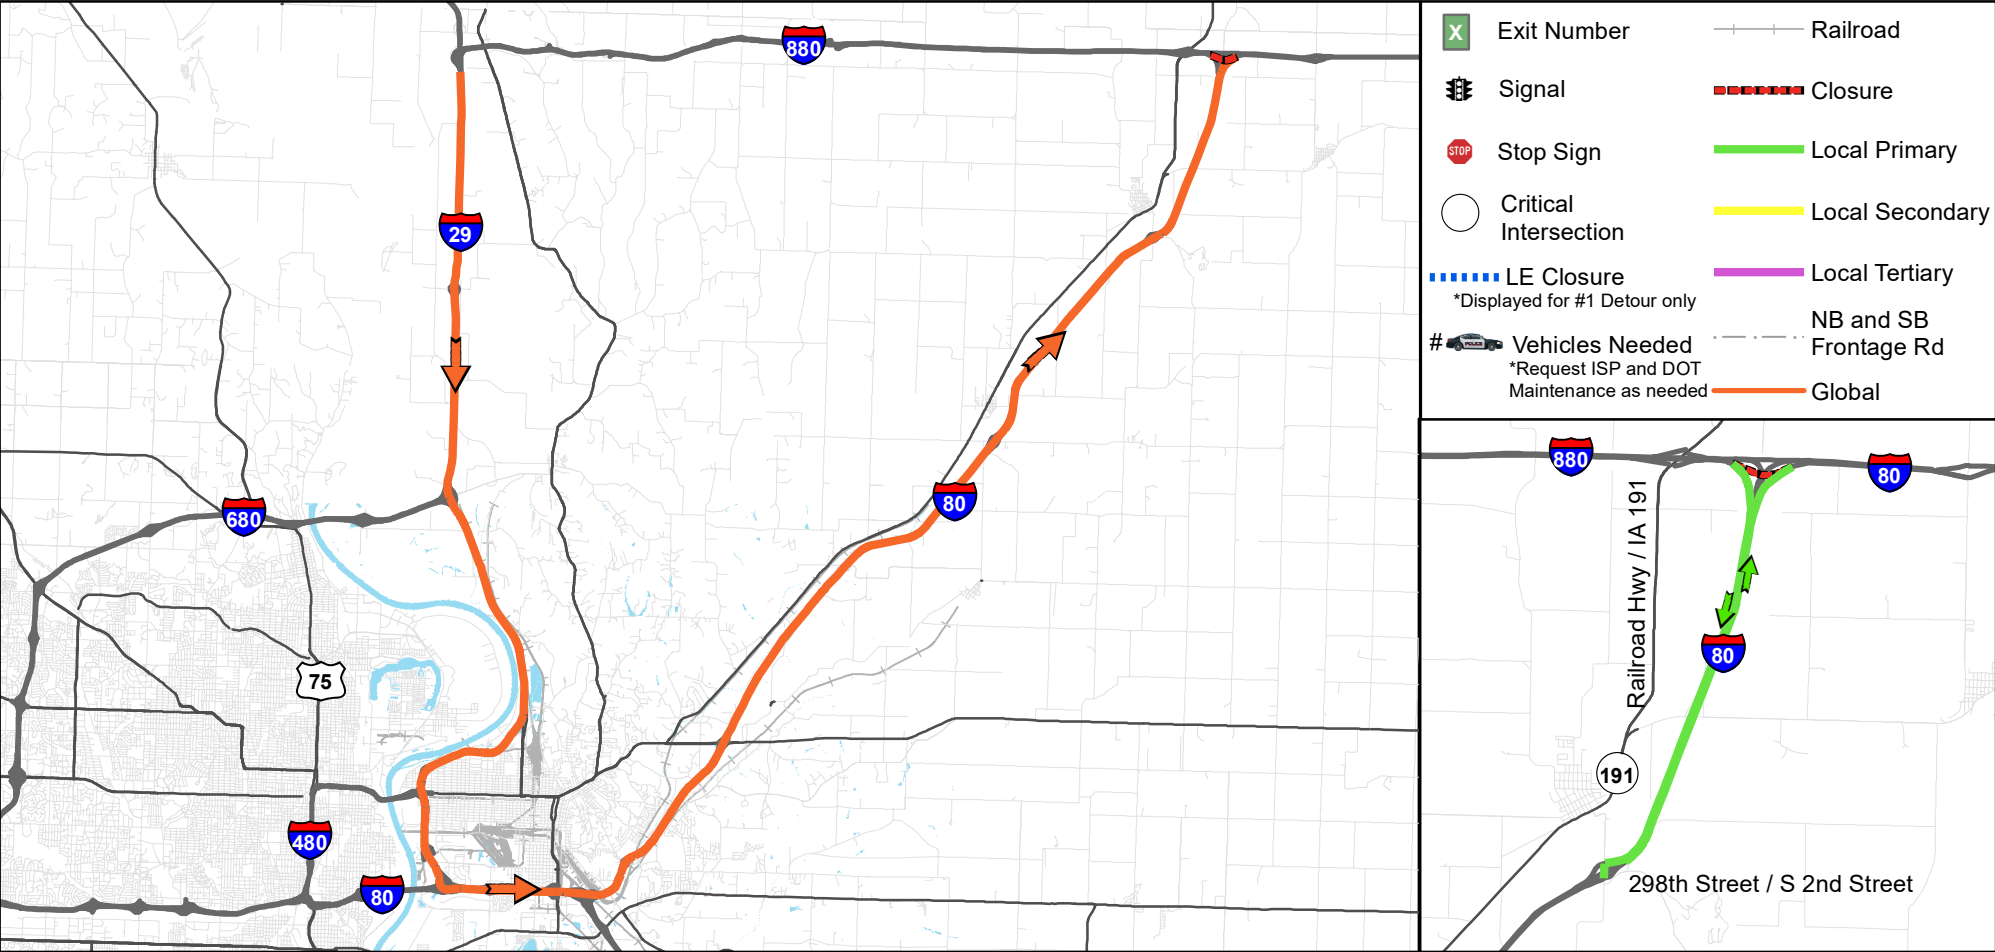 880
29
680
80
75
480
80
X Exit Number
Signal
STOP Stop Sign
Critical
Intersection
LE Closure
*Displayed for #1 Detour only
# POLICE Vehicles Needed
*Request ISP and DOT
Maintenance as needed
Railroad
Closure
Local Primary
Local Secondary
Local Tertiary
NB and SB
Frontage Rd
Global
880
80
Railroad Hwy / IA 191
80
191
298th Street / S 2nd Street